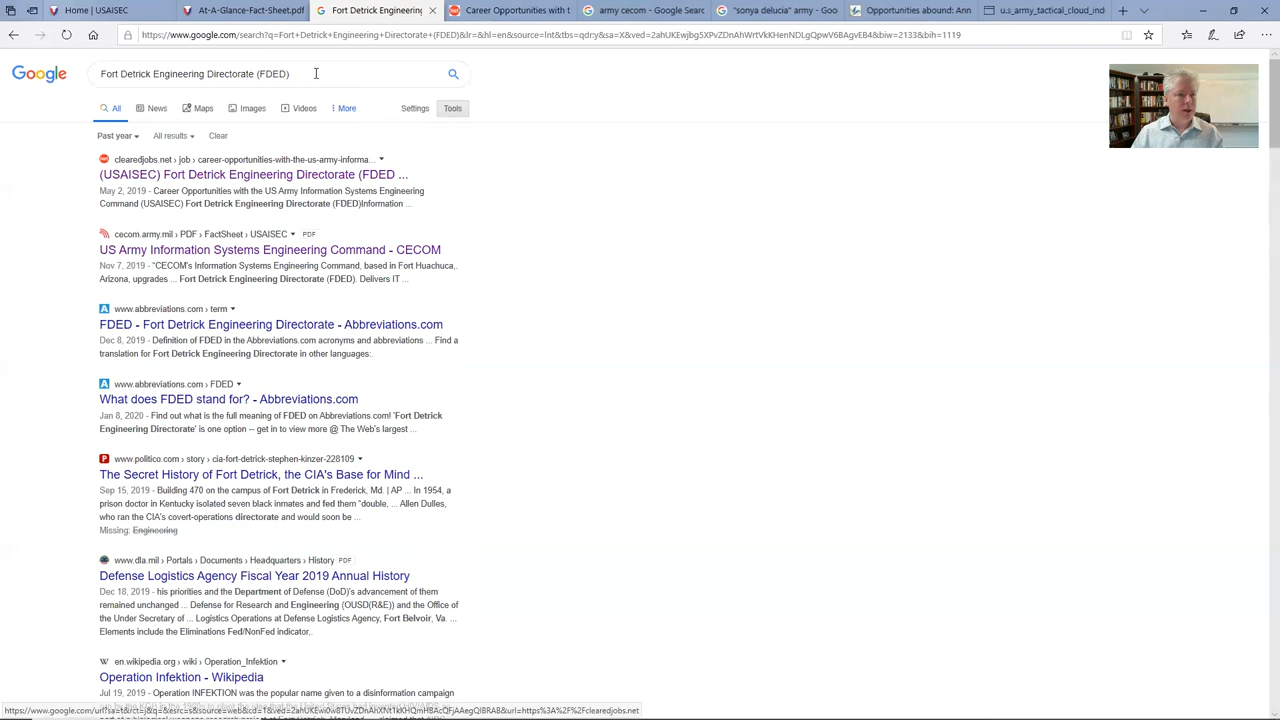 Home | USAISEC
At-A-Glance-FactSheet.pdf
Fort Detrick Engineering
Career Opportunities with t
army cecom - Google Search
"sonya delucia" army - Goo
Opportunities abound: Ann
u.s_army_tactical_cloud_ind
https://www.google.com/search?q=Fort+Detrick+Engineering+Directorate+(FDED)&lr=&hl=en&source=lnt&tbs=qdr:y&sa=X&ved=2ahUKEwjbg5XPvZDnAhWrtVkKHenNDLgQpwV6BAgvEB4&biw=2133&bih=1119
Google
Fort Detrick Engineering Directorate (FDED)
All News Maps Images Videos More Settings Tools
Past year All results Clear
clearedjobs.net › job › career-opportunities-with-the-us-army-informa...
(USAISEC) Fort Detrick Engineering Directorate (FDED ...
May 2, 2019 - Career Opportunities with the US Army Information Systems Engineering
Command (USAISEC) Fort Detrick Engineering Directorate (FDED)Information ...
cecom.army.mil › PDF › FactSheet › USAISEC PDF
US Army Information Systems Engineering Command - CECOM
Nov 7, 2019 - "CECOM's Information Systems Engineering Command, based in Fort Huachuca,.
Arizona, upgrades ... Fort Detrick Engineering Directorate (FDED). Delivers IT ...
www.abbreviations.com › term
FDED - Fort Detrick Engineering Directorate - Abbreviations.com
Dec 8, 2019 - Definition of FDED in the Abbreviations.com acronyms and abbreviations ... Find a
translation for Fort Detrick Engineering Directorate in other languages:.
www.abbreviations.com › FDED
What does FDED stand for? - Abbreviations.com
Jan 8, 2020 - Find out what is the full meaning of FDED on Abbreviations.com! 'Fort Detrick
Engineering Directorate' is one option -- get in to view more @ The Web's largest ...
www.politico.com › story › cia-fort-detrick-stephen-kinzer-228109
The Secret History of Fort Detrick, the CIA's Base for Mind ...
Sep 15, 2019 - Building 470 on the campus of Fort Detrick in Frederick, Md. | AP ... In 1954, a
prison doctor in Kentucky isolated seven black inmates and fed them "double, ... Allen Dulles,
who ran the CIA's covert-operations directorate and would soon be ...
Missing: Engineering
www.dla.mil › Portals › Documents › Headquarters › History PDF
Defense Logistics Agency Fiscal Year 2019 Annual History
Dec 18, 2019 - his priorities and the Department of Defense (DoD)'s advancement of them
remained unchanged ... Defense for Research and Engineering (OUSD(R&E)) and the Office of
the Under Secretary of ... Logistics Operations at Defense Logistics Agency, Fort Belvoir, Va. ...
Elements include the Eliminations Fed/NonFed indicator,.
en.wikipedia.org › wiki › Operation_Infektion
Operation Infektion - Wikipedia
Jul 19, 2019 - Operation INFEKTION was the popular name given to a disinformation campaign